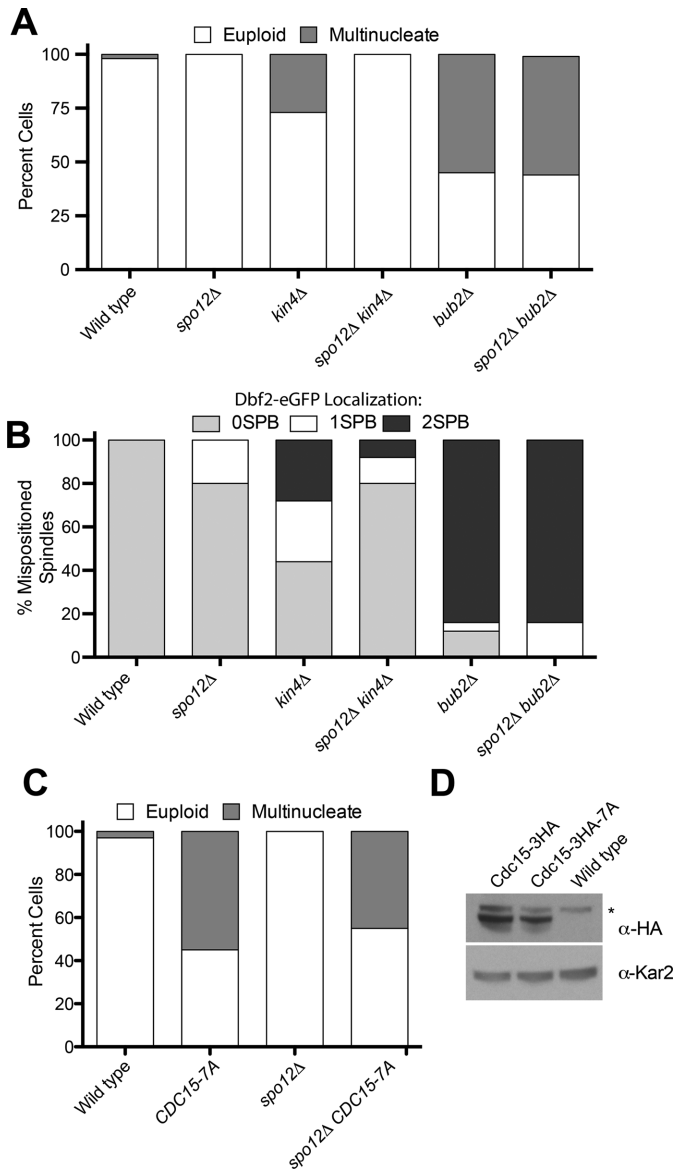 A
Euploid Multinucleate
Percent Cells
100
75
50
25
0
Wild type
spo12Δ
kin4Δ
spo12Δ kin4Δ
bub2Δ
spo12Δ bub2Δ
B
Dbf2-eGFP Localization:
0SPB 1SPB 2SPB
% Mispositioned
Spindles
100
80
60
40
20
0
Wild type
spo12Δ
kin4Δ
spo12Δ kin4Δ
bub2Δ
spo12Δ bub2Δ
C
Euploid Multinucleate
Percent Cells
100
80
60
40
20
0
Wild type
CDC15-7A
spo12Δ
spo12Δ CDC15-7A
D
Cdc15-3HA
Cdc15-3HA-7A
Wild type
*
α-HA
α-Kar2